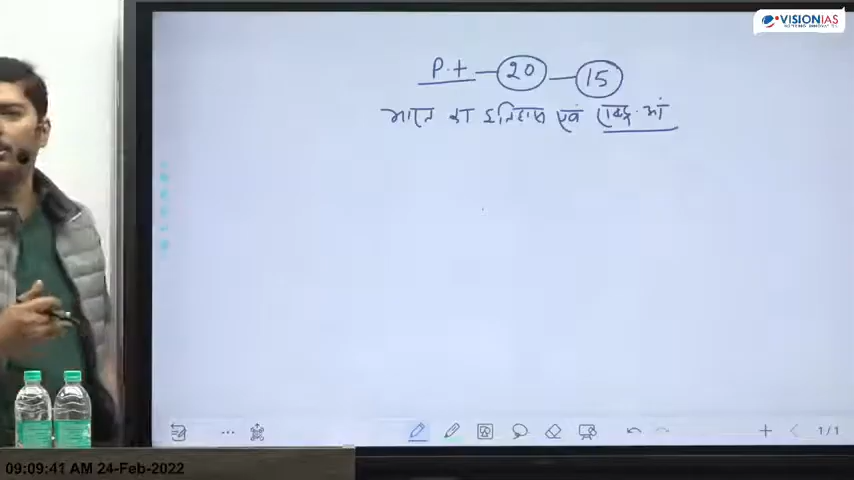 VISIONIAS
P.t — 20 — 15
भारत का इतिहास एवं राष्ट्र. आं
1/1
09:09:41 AM 24-Feb-2022